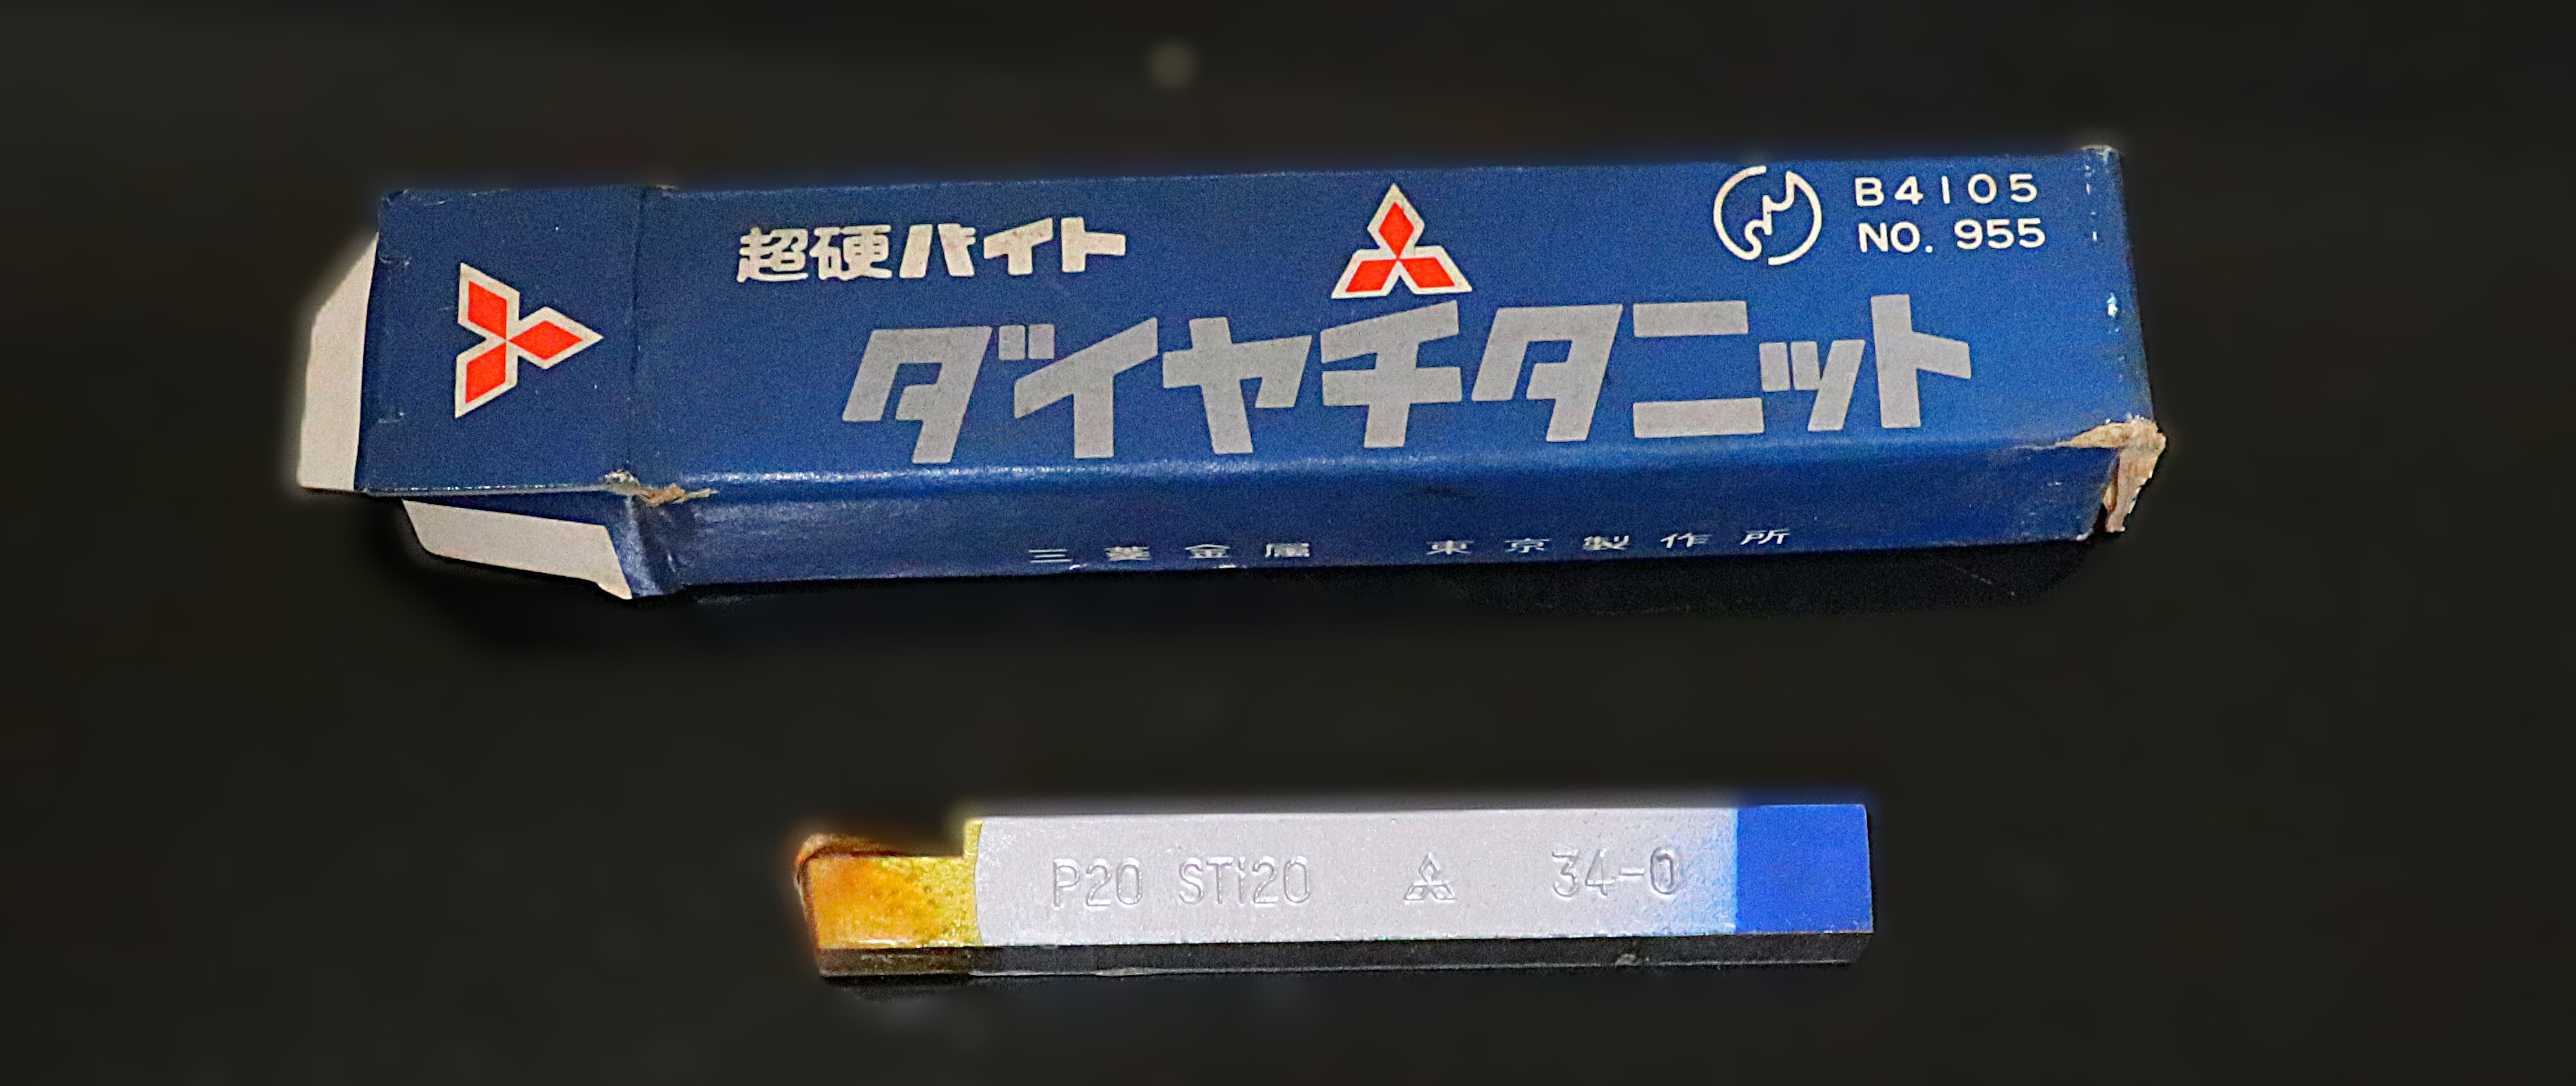 超硬バイト
B4105
NO. 955
ダイヤチタニット
三菱金属 東京製作所
P20 STi20 34-0